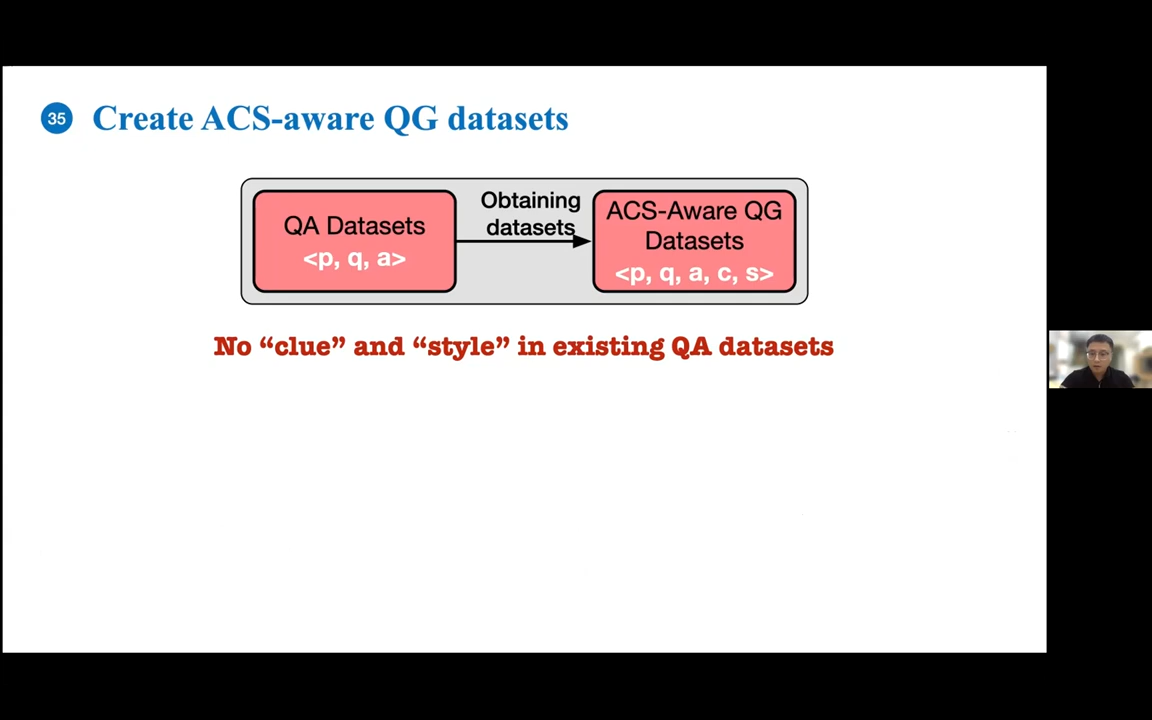 35
Create ACS-aware QG datasets
QA Datasets
<p, q, a>
Obtaining
datasets
ACS-Aware QG
Datasets
<p, q, a, c, s>
No “clue” and “style” in existing QA datasets